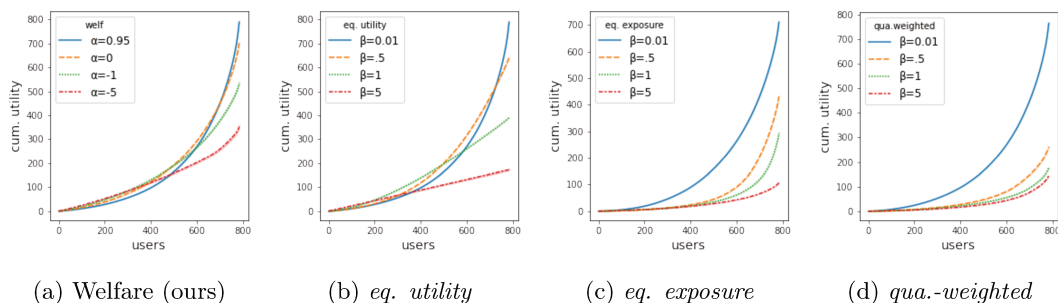 welf
α=0.95
α=0
α=-1
α=-5
cum. utility
800
700
600
500
400
300
200
100
0
0 200 400 600 800
users
(a) Welfare (ours)
eq. utility
β=0.01
β=.5
β=1
β=5
cum. utility
800
700
600
500
400
300
200
100
0
0 200 400 600 800
users
(b) eq. utility
eq. exposure
β=0.01
β=.5
β=1
β=5
cum. utility
700
600
500
400
300
200
100
0
0 200 400 600 800
users
(c) eq. exposure
qua.weighted
β=0.01
β=.5
β=1
β=5
cum. utility
800
700
600
500
400
300
200
100
0
0 200 400 600 800
users
(d) qua.-weighted